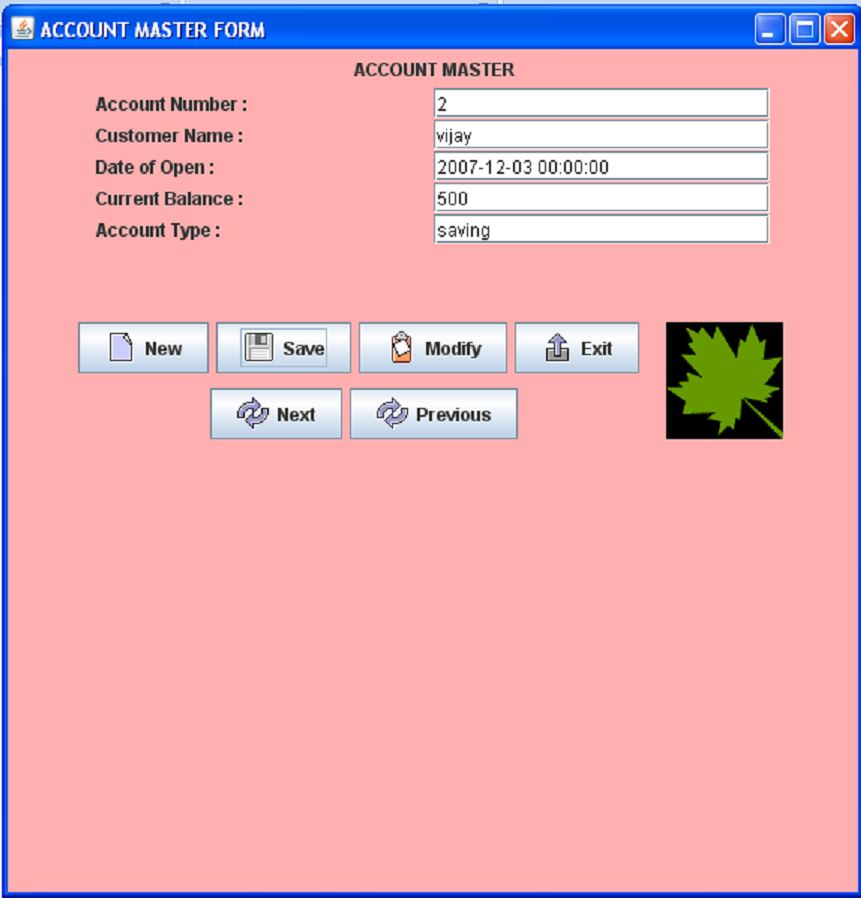 ACCOUNT MASTER FORM
ACCOUNT MASTER
Account Number : 2
Customer Name : vijay
Date of Open : 2007-12-03 00:00:00
Current Balance : 500
Account Type : saving
New Save Modify Exit
Next Previous